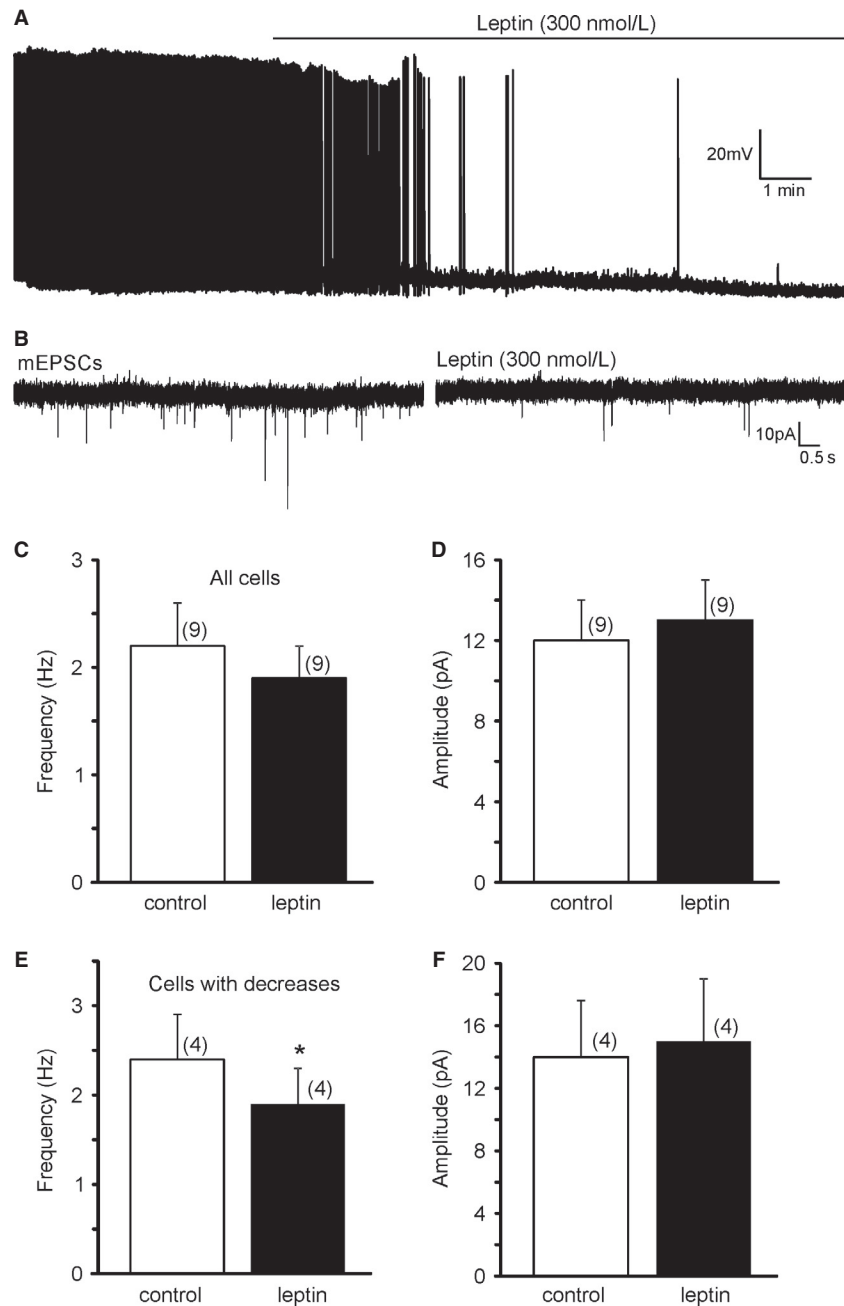 A
Leptin (300 nmol/L)
20mV
1 min
B
mEPSCs
Leptin (300 nmol/L)
10pA
0.5 s
C
All cells
Frequency (Hz)
3
2
1
0
(9)
(9)
control
leptin
D
Amplitude (pA)
16
12
8
4
0
(9)
(9)
control
leptin
E
Cells with decreases
Frequency (Hz)
3
2
1
0
(4)
*
(4)
control
leptin
F
Amplitude (pA)
20
16
12
8
4
0
(4)
(4)
control
leptin